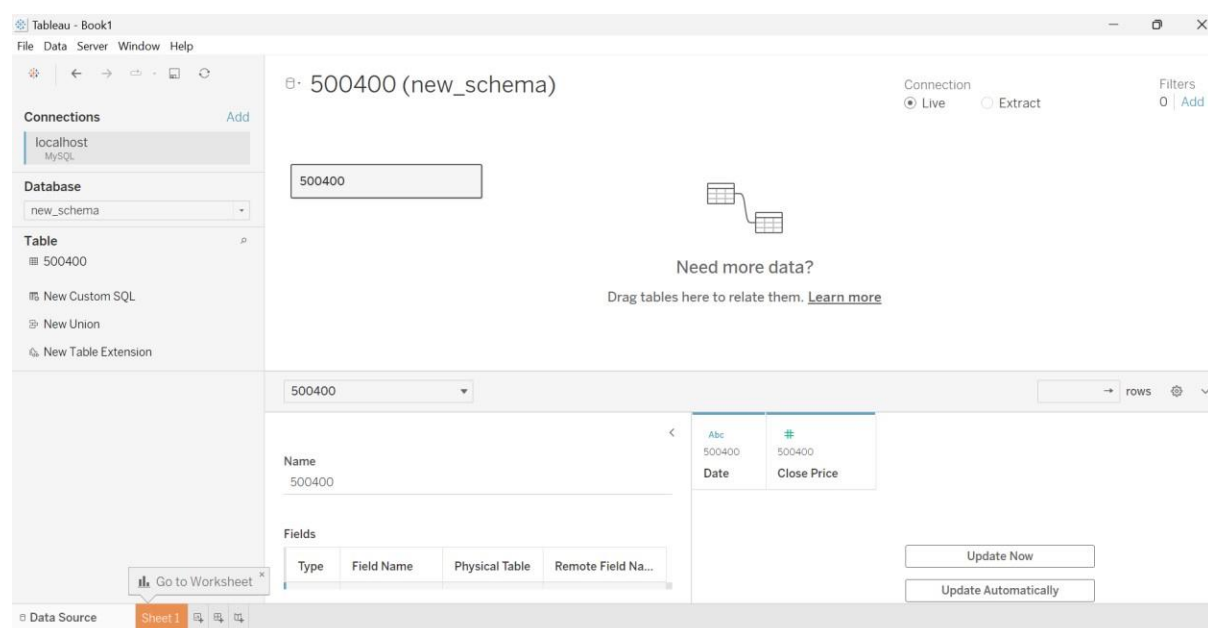 Tableau - Book1
File Data Server Window Help
Connections Add
localhost
MySQL
Database
new_schema
Table
500400
New Custom SQL
New Union
New Table Extension
500400 (new_schema)
Connection
Live Extract
Filters
0 Add
500400
Need more data?
Drag tables here to relate them. Learn more
500400
rows
Name
500400
Fields
Type Field Name Physical Table Remote Field Na...
Abc #
500400 500400
Date Close Price
Update Now
Update Automatically
Go to Worksheet
Data Source Sheet 1